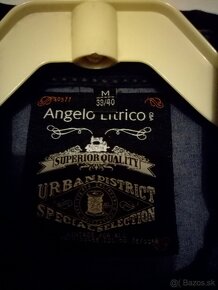 M
39/40
Angelo Litrico
SUPERIOR QUALITY
URBAN DISTRICT
SPECIAL SELECTION
Bazos.sk